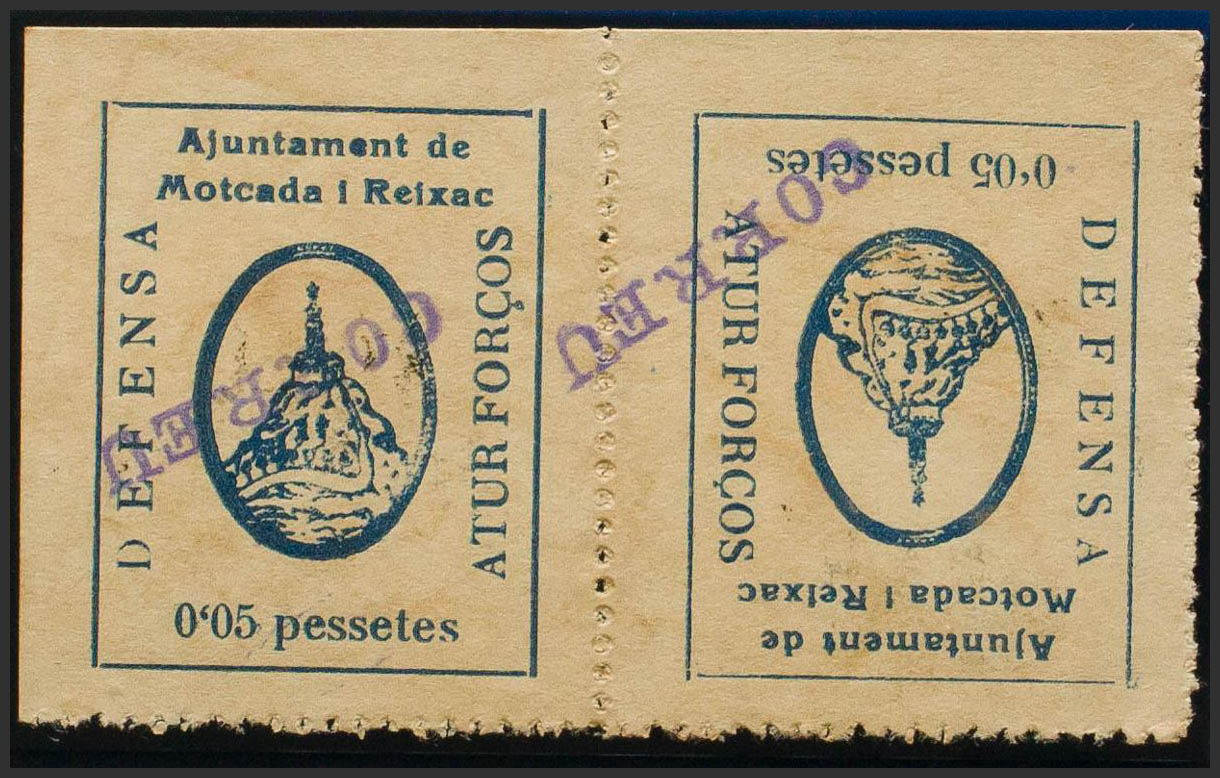 Ajuntament de
Motcada i Reixac
DEFENSA
ATUR FORÇOS
0'05 pessetes
CORREU
Ajuntament de
Motcada i Reixac
DEFENSA
ATUR FORÇOS
0'05 pessetes
CORREU